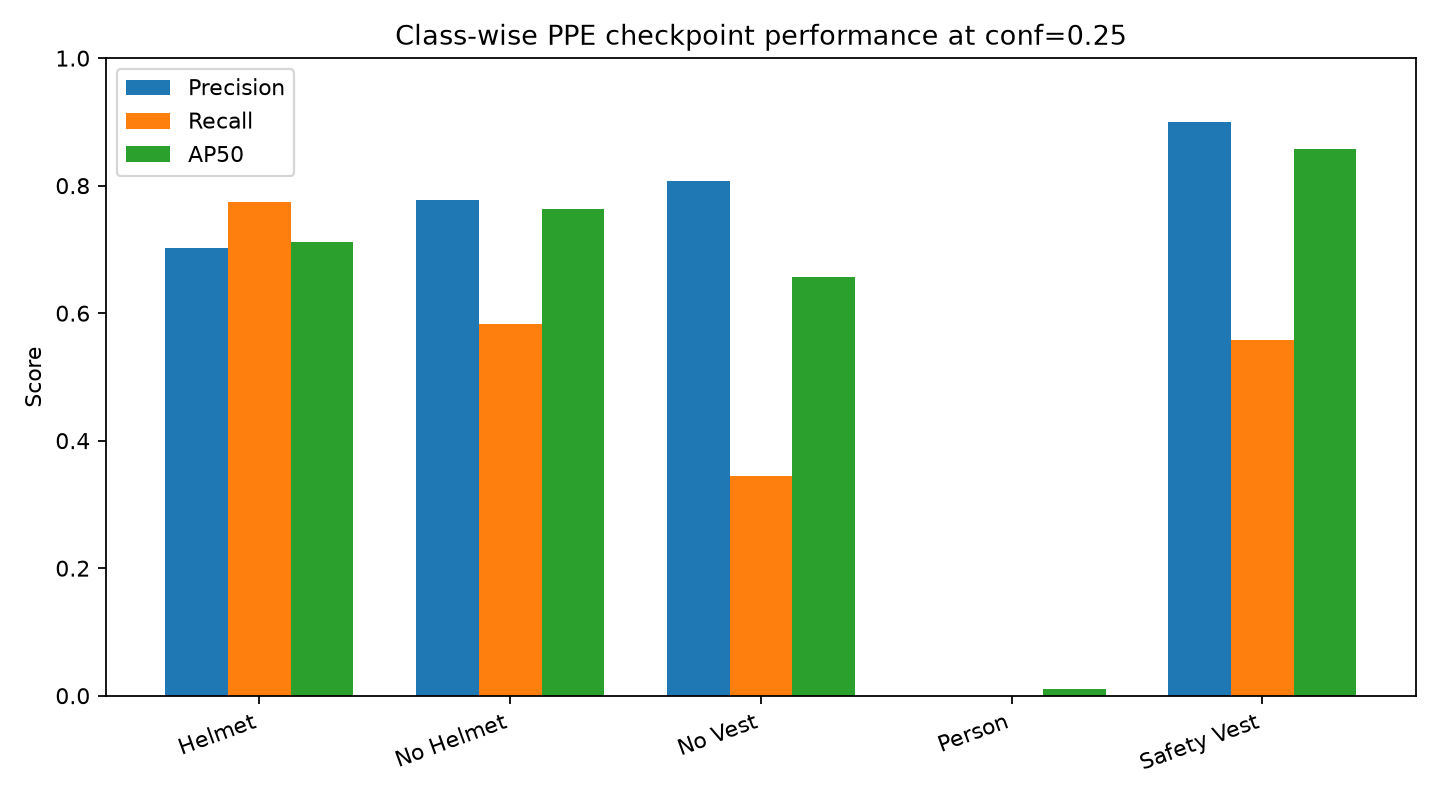 Class-wise PPE checkpoint performance at conf=0.25
Precision
Recall
AP50
Score
1.0
0.8
0.6
0.4
0.2
0.0
Helmet
No Helmet
No Vest
Person
Safety Vest